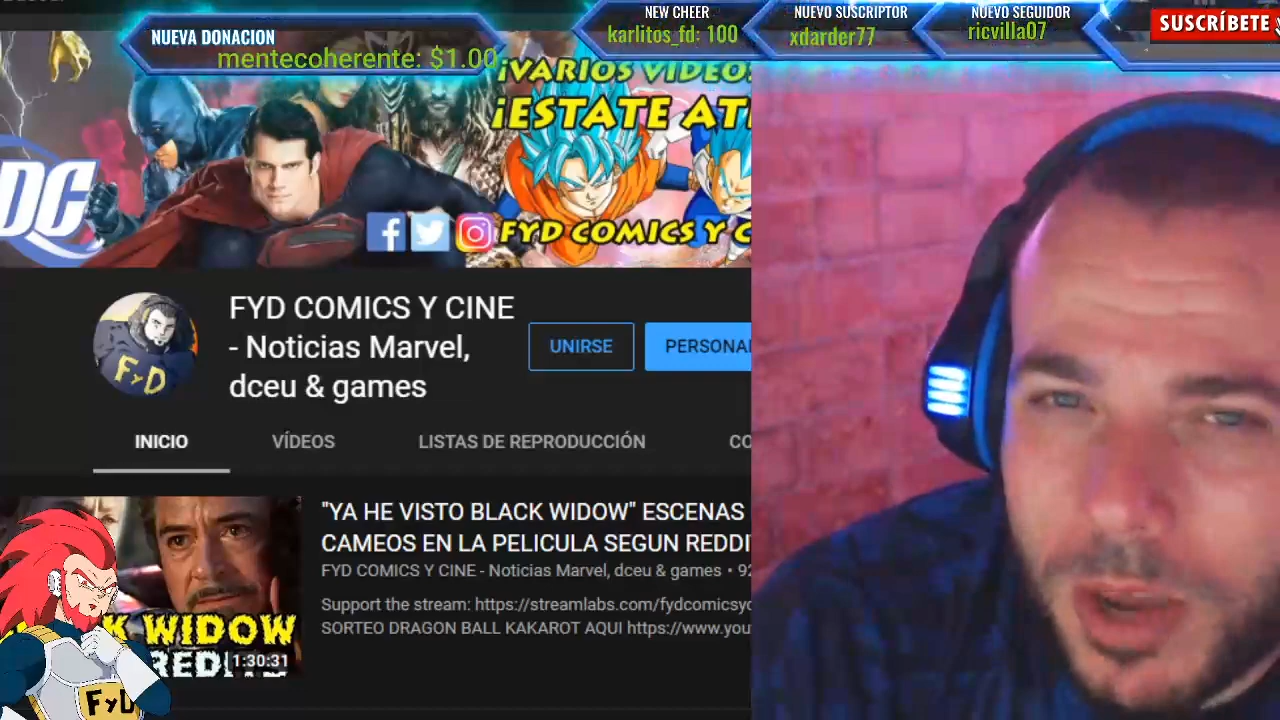 NUEVA DONACION
mentecoherente: $1.00
NEW CHEER
karlitos_fd: 100
NUEVO SUSCRIPTOR
xdarder77
NUEVO SEGUIDOR
ricvilla07
SUSCRÍBETE
¡VARIOS VIDEOS
¡ESTATE
DC
FYD COMICS Y
FYD COMICS Y CINE
- Noticias Marvel,
dceu & games
FYD
UNIRSE
INICIO
VÍDEOS
LISTAS DE REPRODUCCIÓN
"YA HE VISTO BLACK WIDOW" ESCENAS
CAMEOS EN LA PELICULA SEGUN REDDI
FYD COMICS Y CINE - Noticias Marvel, dceu & games •
Support the stream: https://streamlabs.com/fydcomicsy
SORTEO DRAGON BALL KAKAROT AQUI https://www.you
WIDOW
1:30:31
FYD